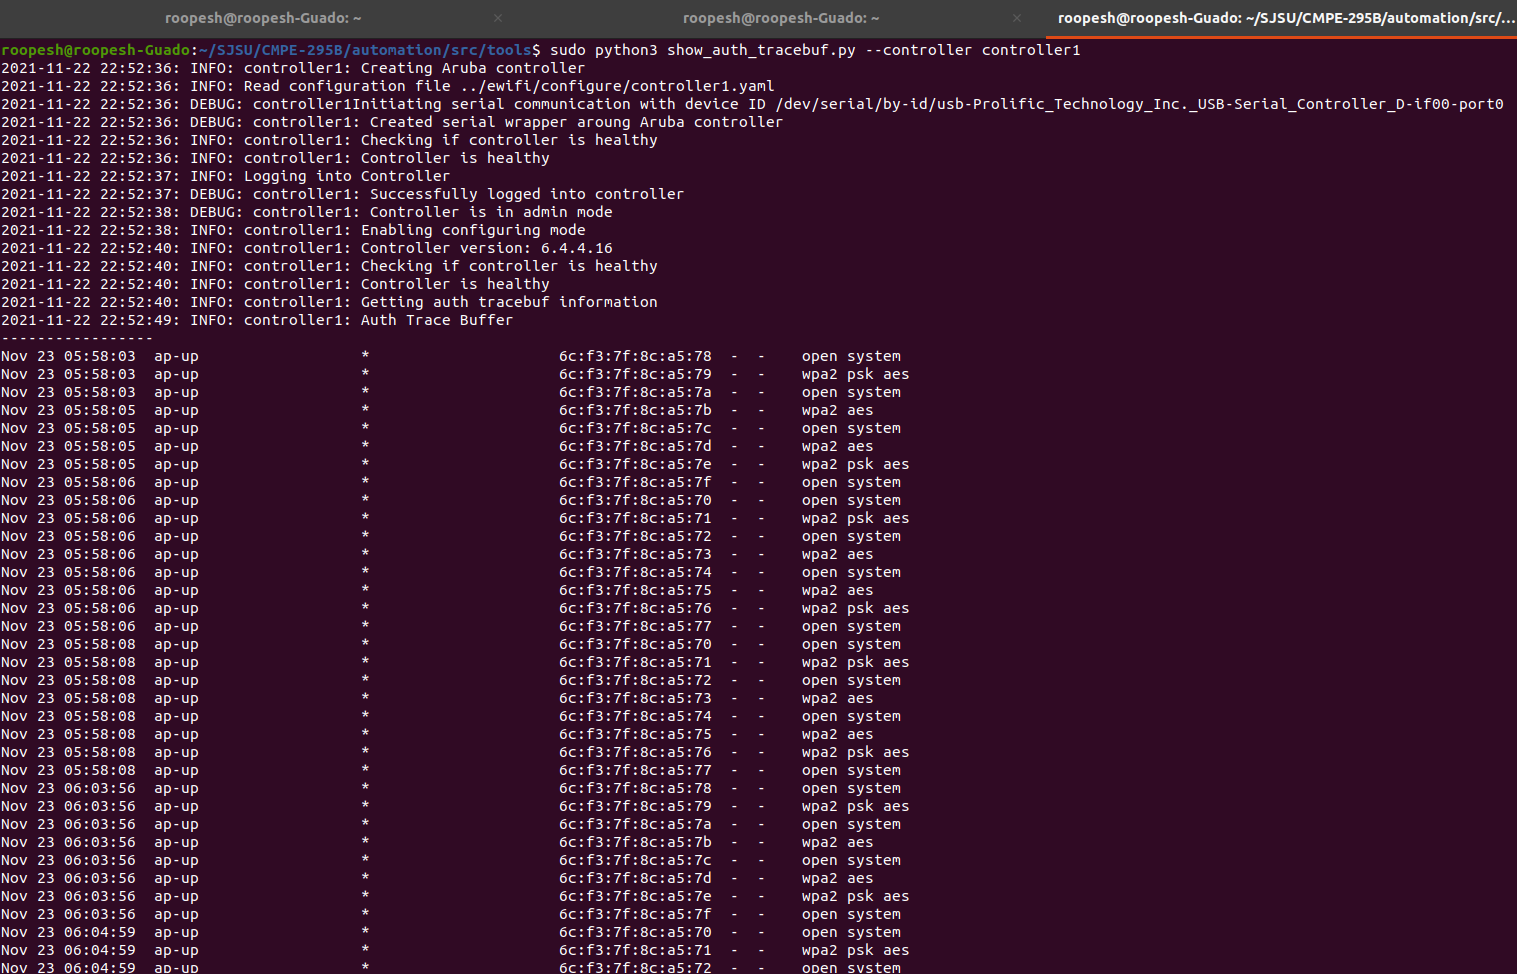 roopesh@roopesh-Guado: ~ × roopesh@roopesh-Guado: ~ × roopesh@roopesh-Guado: ~/SJSU/CMPE-295B/automation/src/...
roopesh@roopesh-Guado:~/SJSU/CMPE-295B/automation/src/tools$ sudo python3 show_auth_tracebuf.py --controller controller1
2021-11-22 22:52:36: INFO: controller1: Creating Aruba controller
2021-11-22 22:52:36: INFO: Read configuration file ../ewifi/configure/controller1.yaml
2021-11-22 22:52:36: DEBUG: controller1Initiating serial communication with device ID /dev/serial/by-id/usb-Prolific_Technology_Inc._USB-Serial_Controller_D-if00-port0
2021-11-22 22:52:36: DEBUG: controller1: Created serial wrapper aroung Aruba controller
2021-11-22 22:52:36: INFO: controller1: Checking if controller is healthy
2021-11-22 22:52:36: INFO: controller1: Controller is healthy
2021-11-22 22:52:37: INFO: Logging into Controller
2021-11-22 22:52:37: DEBUG: controller1: Successfully logged into controller
2021-11-22 22:52:38: DEBUG: controller1: Controller is in admin mode
2021-11-22 22:52:38: INFO: controller1: Enabling configuring mode
2021-11-22 22:52:40: INFO: controller1: Controller version: 6.4.4.16
2021-11-22 22:52:40: INFO: controller1: Checking if controller is healthy
2021-11-22 22:52:40: INFO: controller1: Controller is healthy
2021-11-22 22:52:40: INFO: controller1: Getting auth tracebuf information
2021-11-22 22:52:49: INFO: controller1: Auth Trace Buffer
-----------------
Nov 23 05:58:03 ap-up * 6c:f3:7f:8c:a5:78 - - open system
Nov 23 05:58:03 ap-up * 6c:f3:7f:8c:a5:79 - - wpa2 psk aes
Nov 23 05:58:03 ap-up * 6c:f3:7f:8c:a5:7a - - open system
Nov 23 05:58:05 ap-up * 6c:f3:7f:8c:a5:7b - - wpa2 aes
Nov 23 05:58:05 ap-up * 6c:f3:7f:8c:a5:7c - - open system
Nov 23 05:58:05 ap-up * 6c:f3:7f:8c:a5:7d - - wpa2 aes
Nov 23 05:58:05 ap-up * 6c:f3:7f:8c:a5:7e - - wpa2 psk aes
Nov 23 05:58:06 ap-up * 6c:f3:7f:8c:a5:7f - - open system
Nov 23 05:58:06 ap-up * 6c:f3:7f:8c:a5:70 - - open system
Nov 23 05:58:06 ap-up * 6c:f3:7f:8c:a5:71 - - wpa2 psk aes
Nov 23 05:58:06 ap-up * 6c:f3:7f:8c:a5:72 - - open system
Nov 23 05:58:06 ap-up * 6c:f3:7f:8c:a5:73 - - wpa2 aes
Nov 23 05:58:06 ap-up * 6c:f3:7f:8c:a5:74 - - open system
Nov 23 05:58:06 ap-up * 6c:f3:7f:8c:a5:75 - - wpa2 aes
Nov 23 05:58:06 ap-up * 6c:f3:7f:8c:a5:76 - - wpa2 psk aes
Nov 23 05:58:06 ap-up * 6c:f3:7f:8c:a5:77 - - open system
Nov 23 05:58:08 ap-up * 6c:f3:7f:8c:a5:70 - - open system
Nov 23 05:58:08 ap-up * 6c:f3:7f:8c:a5:71 - - wpa2 psk aes
Nov 23 05:58:08 ap-up * 6c:f3:7f:8c:a5:72 - - open system
Nov 23 05:58:08 ap-up * 6c:f3:7f:8c:a5:73 - - wpa2 aes
Nov 23 05:58:08 ap-up * 6c:f3:7f:8c:a5:74 - - open system
Nov 23 05:58:08 ap-up * 6c:f3:7f:8c:a5:75 - - wpa2 aes
Nov 23 05:58:08 ap-up * 6c:f3:7f:8c:a5:76 - - wpa2 psk aes
Nov 23 05:58:08 ap-up * 6c:f3:7f:8c:a5:77 - - open system
Nov 23 06:03:56 ap-up * 6c:f3:7f:8c:a5:78 - - open system
Nov 23 06:03:56 ap-up * 6c:f3:7f:8c:a5:79 - - wpa2 psk aes
Nov 23 06:03:56 ap-up * 6c:f3:7f:8c:a5:7a - - open system
Nov 23 06:03:56 ap-up * 6c:f3:7f:8c:a5:7b - - wpa2 aes
Nov 23 06:03:56 ap-up * 6c:f3:7f:8c:a5:7c - - open system
Nov 23 06:03:56 ap-up * 6c:f3:7f:8c:a5:7d - - wpa2 aes
Nov 23 06:03:56 ap-up * 6c:f3:7f:8c:a5:7e - - wpa2 psk aes
Nov 23 06:03:56 ap-up * 6c:f3:7f:8c:a5:7f - - open system
Nov 23 06:04:59 ap-up * 6c:f3:7f:8c:a5:70 - - open system
Nov 23 06:04:59 ap-up * 6c:f3:7f:8c:a5:71 - - wpa2 psk aes
Nov 23 06:04:59 ap-up * 6c:f3:7f:8c:a5:72 - - open system